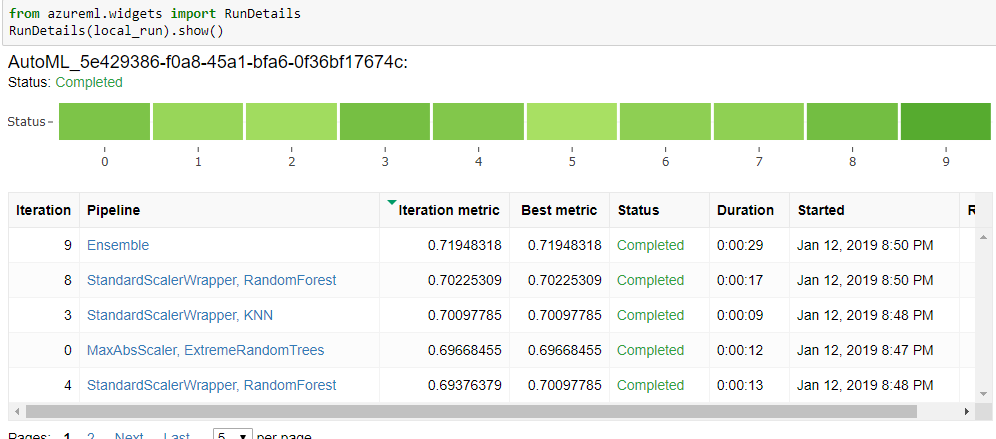 from azureml.widgets import RunDetails
RunDetails(local_run).show()
AutoML_5e429386-f0a8-45a1-bfa6-0f36bf17674c:
Status: Completed
Status
0 1 2 3 4 5 6 7 8 9
Iteration Pipeline Iteration metric Best metric Status Duration Started R
9 Ensemble 0.71948318 0.71948318 Completed 0:00:29 Jan 12, 2019 8:50 PM
8 StandardScalerWrapper, RandomForest 0.70225309 0.70225309 Completed 0:00:17 Jan 12, 2019 8:50 PM
3 StandardScalerWrapper, KNN 0.70097785 0.70097785 Completed 0:00:09 Jan 12, 2019 8:48 PM
0 MaxAbsScaler, ExtremeRandomTrees 0.69668455 0.69668455 Completed 0:00:12 Jan 12, 2019 8:47 PM
4 StandardScalerWrapper, RandomForest 0.69376379 0.70097785 Completed 0:00:13 Jan 12, 2019 8:48 PM
Pages: 1 2 Next Last 5 per page